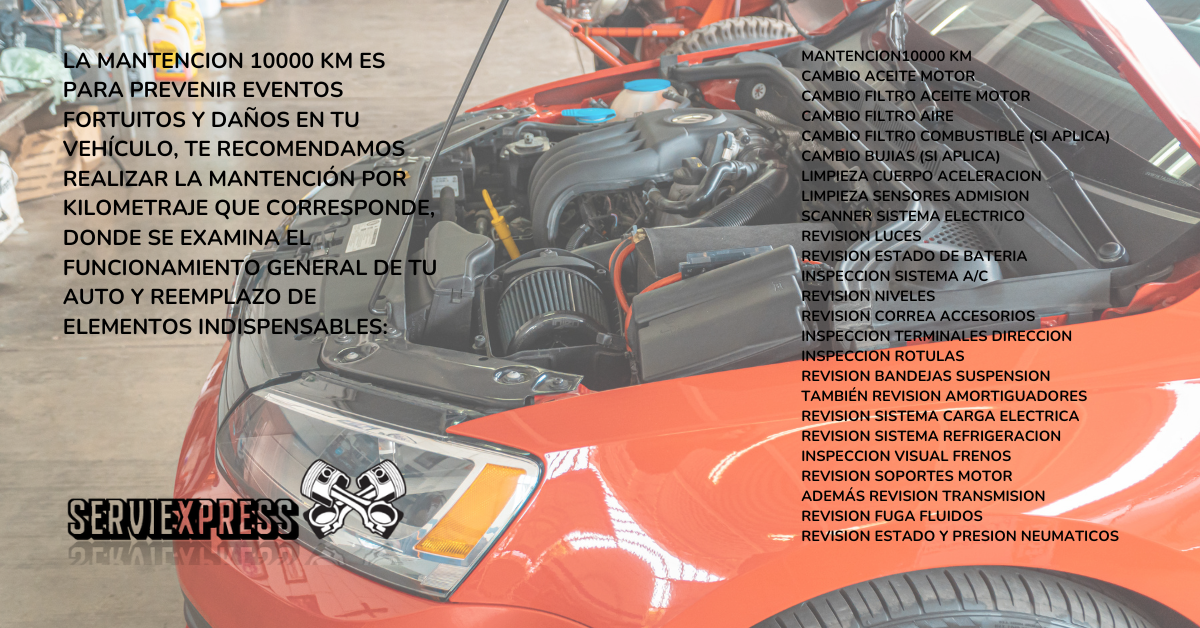 LA MANTENCION 10000 KM ES
PARA PREVENIR EVENTOS
FORTUITOS Y DAÑOS EN TU
VEHÍCULO, TE RECOMENDAMOS
REALIZAR LA MANTENCIÓN POR
KILOMETRAJE QUE CORRESPONDE,
DONDE SE EXAMINA EL
FUNCIONAMIENTO GENERAL DE TU
AUTO Y REEMPLAZO DE
ELEMENTOS INDISPENSABLES:
SERVIEXPRESS
MANTENCION10000 KM
CAMBIO ACEITE MOTOR
CAMBIO FILTRO ACEITE MOTOR
CAMBIO FILTRO AIRE
CAMBIO FILTRO COMBUSTIBLE (SI APLICA)
CAMBIO BUJIAS (SI APLICA)
LIMPIEZA CUERPO ACELERACION
LIMPIEZA SENSORES ADMISION
SCANNER SISTEMA ELECTRICO
REVISION LUCES
REVISION ESTADO DE BATERIA
INSPECCION SISTEMA A/C
REVISION NIVELES
REVISION CORREA ACCESORIOS
INSPECCION TERMINALES DIRECCION
INSPECCION ROTULAS
REVISION BANDEJAS SUSPENSION
TAMBIÉN REVISION AMORTIGUADORES
REVISION SISTEMA CARGA ELECTRICA
REVISION SISTEMA REFRIGERACION
INSPECCION VISUAL FRENOS
REVISION SOPORTES MOTOR
ADEMÁS REVISION TRANSMISION
REVISION FUGA FLUIDOS
REVISION ESTADO Y PRESION NEUMATICOS